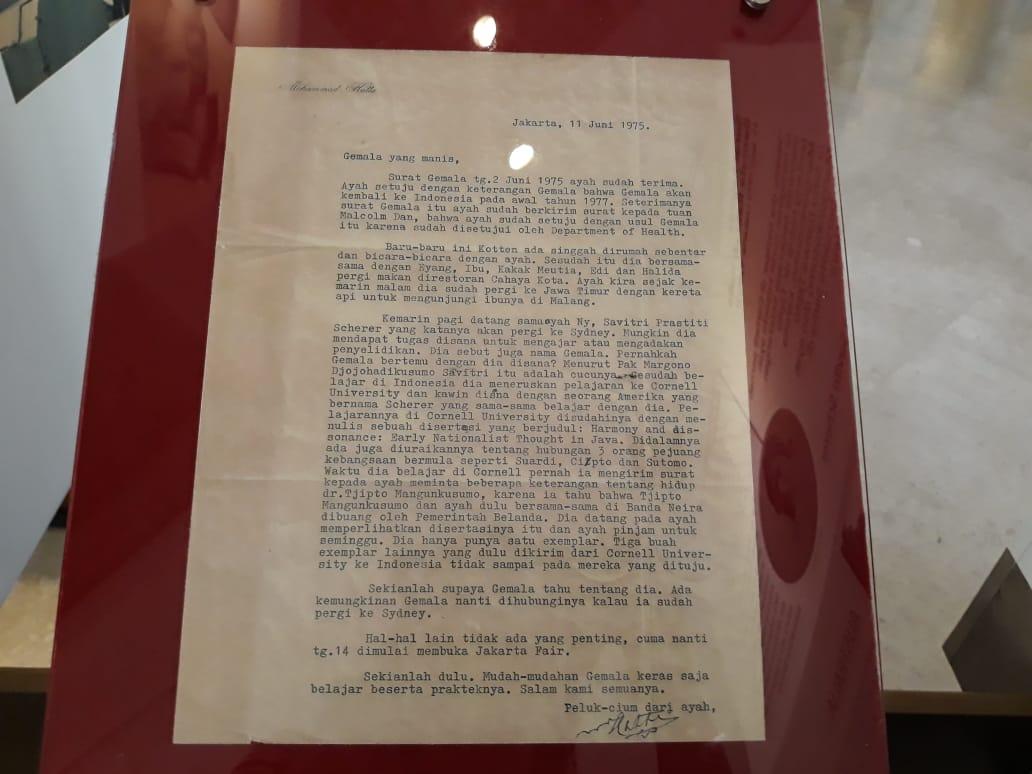 Mohammad Hatta
Jakarta, 11 Juni 1975.
Gemala yang manis,
Surat Gemala tg.2 Juni 1975 ayah sudah terima.
Ayah setuju dengan keterangan Gemala bahwa Gemala akan
kembali ke Indonesia pada awal tahun 1977. Seterimanya
surat Gemala itu ayah sudah berkirim surat kepada tuan
Malcolm Dan, bahwa ayah sudah setuju dengan usul Gemala
itu karena sudah disetujui oleh Department of Health.
Baru-baru ini Kotten ada singgah dirumah sebentar
dan bicara-bicara dengan ayah. Sesudah itu dia bersama-
sama dengan Eyang, Ibu, Kakak Meutia, Edi dan Halida
pergi makan direstoran Cahaya Kota. Ayah kira sejak ke-
marin malam dia sudah pergi ke Jawa Timur dengan kereta
api untuk mengunjungi ibunya di Malang.
Kemarin pagi datang sama ayah Ny, Savitri Prastiti
Scherer yang katanya akan pergi ke Sydney. Mungkin dia
mendapat tugas disana untuk mengajar atau mengadakan
penyelidikan. Dia sebut juga nama Gemala. Pernahkah
Gemala bertemu dengan dia disana? Menurut Pak Margono
Djojohadikusumo Savitri itu adalah cucunya. Sesudah be-
lajar di Indonesia dia meneruskan pelajaran ke Cornell
University dan kawin disna dengan seorang Amerika yang
bernama Scherer yang sama-sama belajar dengan dia. Pe-
lajarannya di Cornell University disudahinya dengan me-
nulis sebuah disertasi yang berjudul: Harmony and dis-
sonance: Early Nationalist Thought in Java. Didalamnya
ada juga diuraikannya tentang hubungan 3 orang pejuang
kebangsaan bermula seperti Suardi, Cipto dan Sutomo.
Waktu dia belajar di Cornell pernah ia mengirim surat
kepada ayah meminta beberapa keterangan tentang hidup
dr.Tjipto Mangunkusumo, karena ia tahu bahwa Tjipto
Mangunkusumo dan ayah dulu bersama-sama di Banda Neira
dibuang oleh Pemerintah Belanda. Dia datang pada ayah
memperlihatkan disertasinya itu dan ayah pinjam untuk
seminggu. Dia hanya punya satu exemplar. Tiga buah
exemplar lainnya yang dulu dikirim dari Cornell Univer-
sity ke Indonesia tidak sampai pada mereka yang dituju.
Sekianlah supaya Gemala tahu tentang dia. Ada
kemungkinan Gemala nanti dihubunginya kalau ia sudah
pergi ke Sydney.
Hal-hal lain tidak ada yang penting, cuma nanti
tg.14 dimulai membuka Jakarta Fair.
Sekianlah dulu. Mudah-mudahan Gemala keras saja
belajar beserta prakteknya. Salam kami semuanya.
Peluk-cium dari ayah,
Hatta